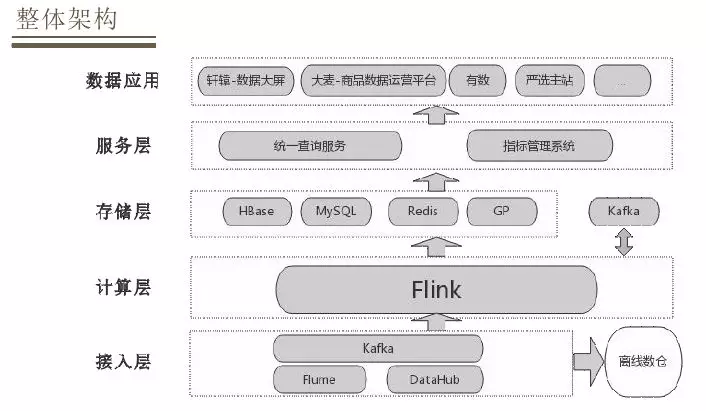 整体架构
数据应用
轩辕-数据大屏
大麦-商品数据运营平台
有数
严选主站
...
服务层
统一查询服务
指标管理系统
存储层
HBase
MySQL
Redis
GP
Kafka
计算层
Flink
接入层
Kafka
Flume
DataHub
离线数仓